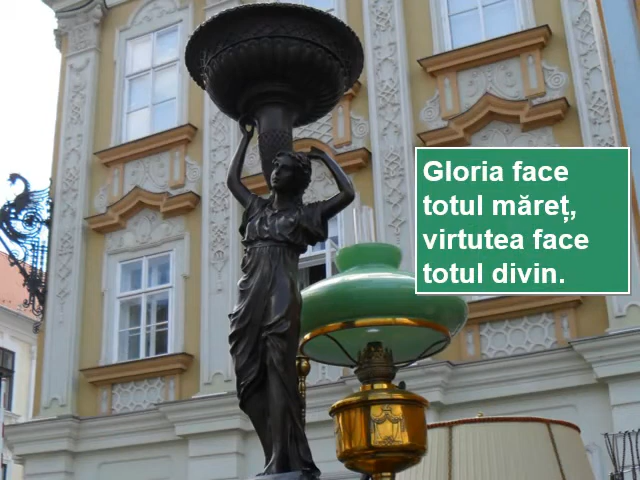 Gloria face
totul măreț,
virtutea face
totul divin.